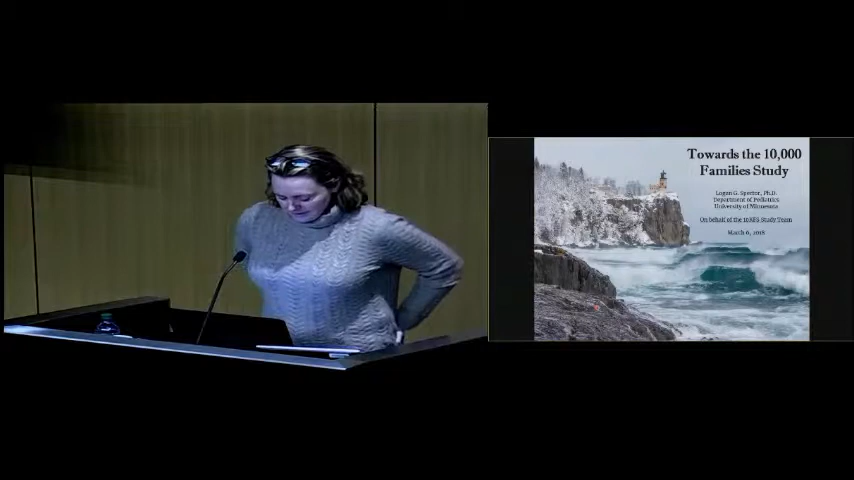 Towards the 10,000
Families Study
Logan G. Spector, Ph.D.
Department of Pediatrics
University of Minnesota
On behalf of the 10KFS Study Team
March 6, 2018